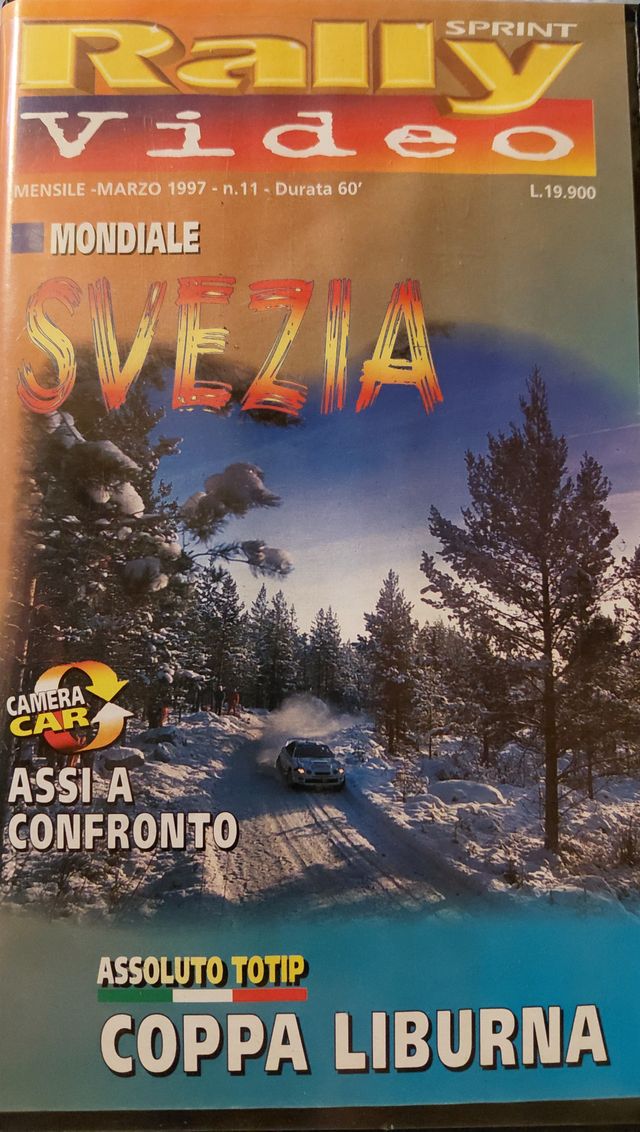 Rally
SPRINT
Video
MENSILE -MARZO 1997 - n.11 - Durata 60'
L.19.900
MONDIALE
SVEZIA
CAMERA
CAR
ASSI A
CONFRONTO
ASSOLUTO TOTIP
COPPA LIBURNA